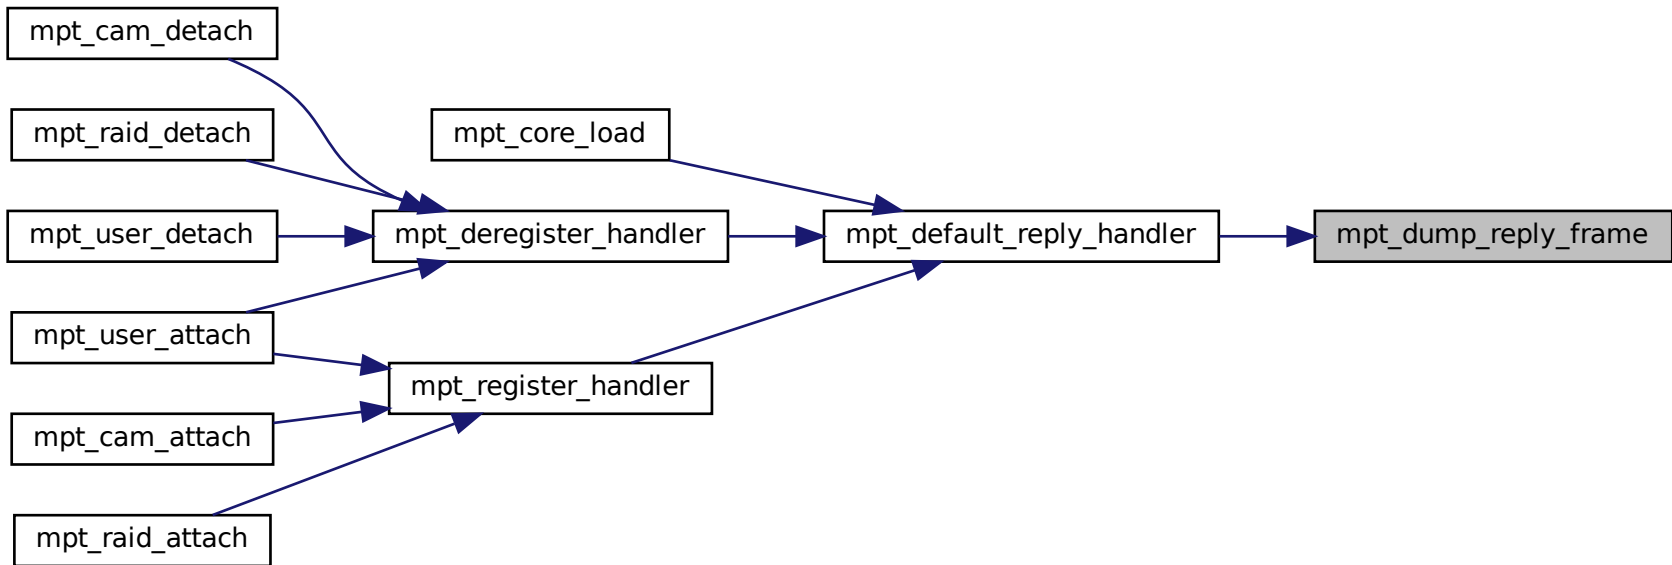 mpt_cam_detach
mpt_raid_detach
mpt_core_load
mpt_user_detach
mpt_deregister_handler
mpt_default_reply_handler
mpt_dump_reply_frame
mpt_user_attach
mpt_register_handler
mpt_cam_attach
mpt_raid_attach